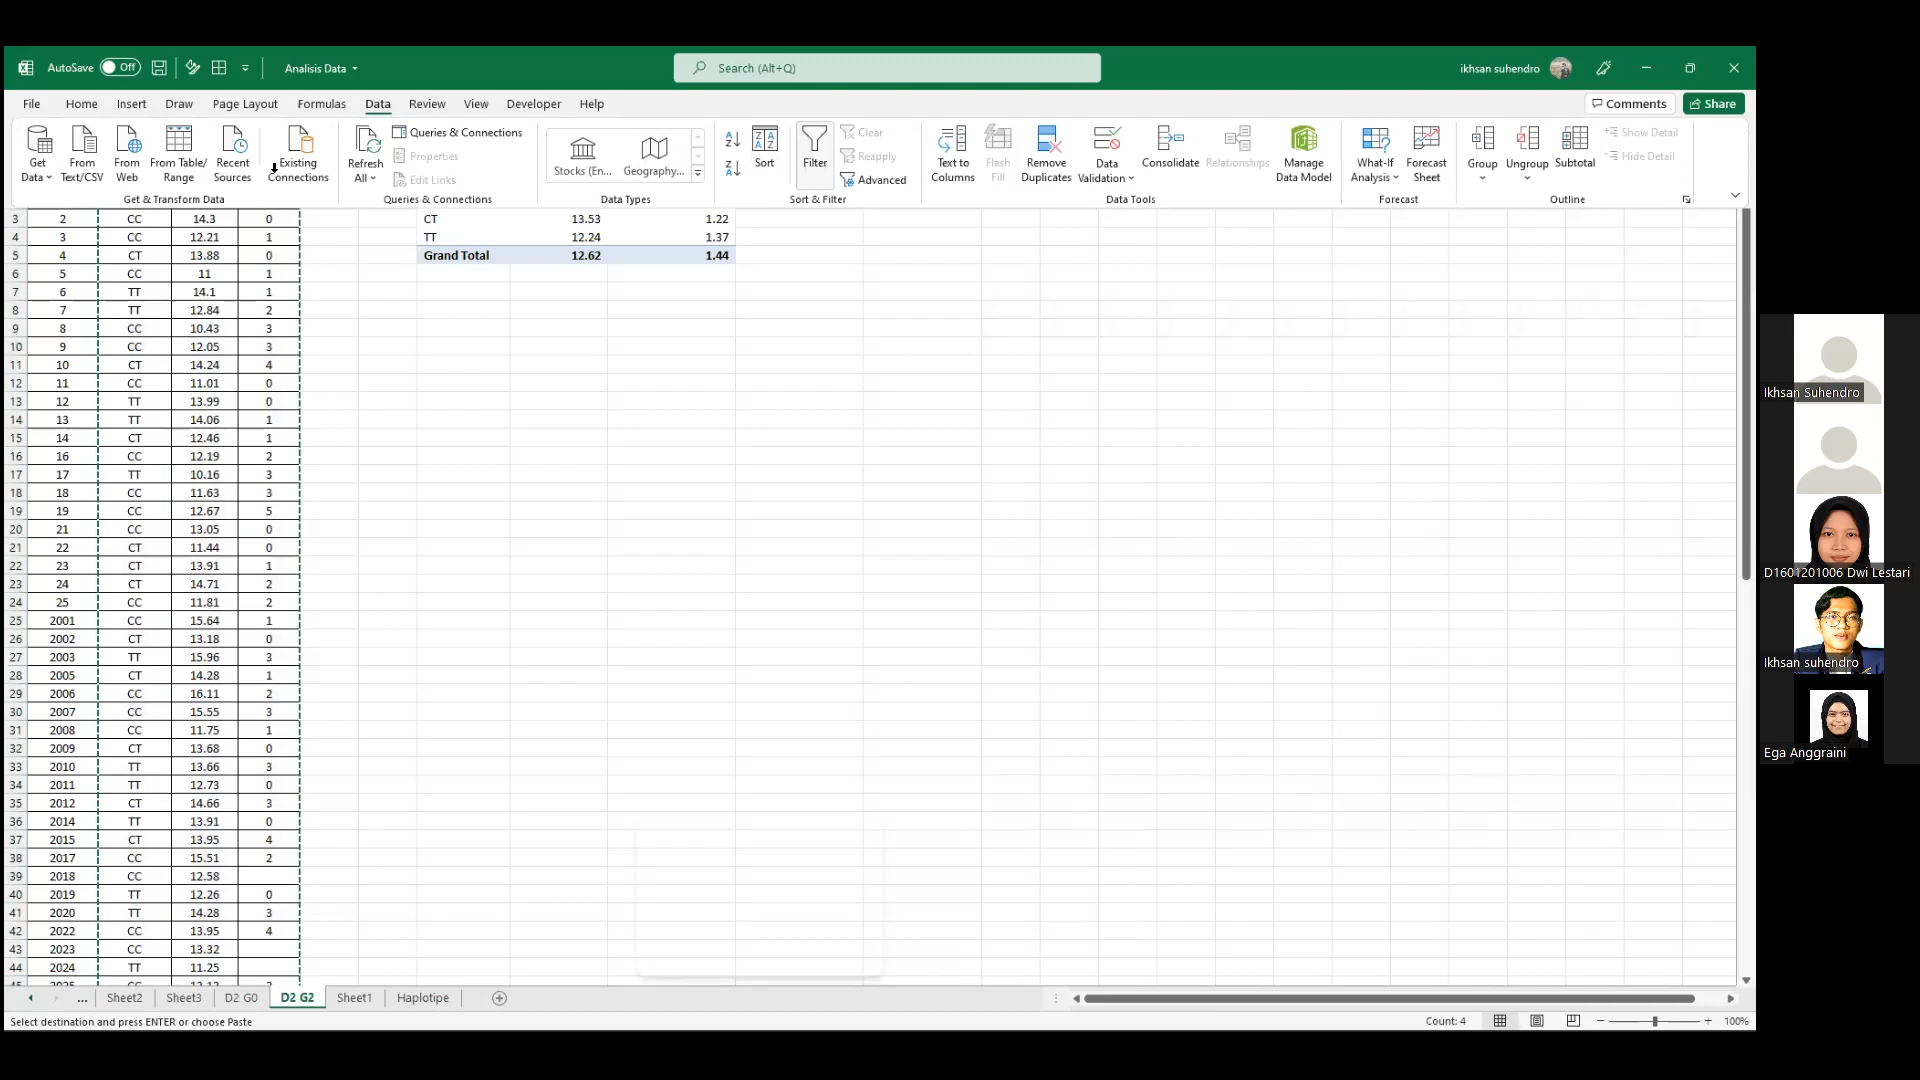 AutoSave Off Analisis Data Search (Alt+Q) ikhsan suhendro
File Home Insert Draw Page Layout Formulas Data Review View Developer Help Comments Share
Get Data From Text/CSV From Web From Table/Range Recent Sources Existing Connections
Get & Transform Data
Refresh All Queries & Connections Properties Edit Links
Queries & Connections
Stocks (En... Geography...
Data Types
Sort Filter Clear Reapply Advanced
Sort & Filter
Text to Columns Flash Fill Remove Duplicates Data Validation Consolidate Relationships Manage Data Model
Data Tools
What-If Analysis Forecast Sheet
Forecast
Group Ungroup Subtotal Show Detail Hide Detail
Outline
3 2 CC 14.3 0 CT 13.53 1.22
4 3 CC 12.21 1 TT 12.24 1.37
5 4 CT 13.88 0 Grand Total 12.62 1.44
6 5 CC 11 1
7 6 TT 14.1 1
8 7 TT 12.84 2
9 8 CC 10.43 3
10 9 CC 12.05 3
11 10 CT 14.24 4
12 11 CC 11.01 0
13 12 TT 13.99 0
14 13 TT 14.06 1
15 14 CT 12.46 1
16 16 CC 12.19 2
17 17 TT 10.16 3
18 18 CC 11.63 3
19 19 CC 12.67 5
20 21 CC 13.05 0
21 22 CT 11.44 0
22 23 CT 13.91 1
23 24 CT 14.71 2
24 25 CC 11.81 2
25 2001 CC 15.64 1
26 2002 CT 13.18 0
27 2003 TT 15.96 3
28 2005 CT 14.28 1
29 2006 CC 16.11 2
30 2007 CC 15.55 3
31 2008 CC 11.75 1
32 2009 CT 13.68 0
33 2010 TT 13.66 3
34 2011 TT 12.73 0
35 2012 CT 14.66 3
36 2014 TT 13.91 0
37 2015 CT 13.95 4
38 2017 CC 15.51 2
39 2018 CC 12.58
40 2019 TT 12.26 0
41 2020 TT 14.28 3
42 2022 CC 13.95 4
43 2023 CC 13.32
44 2024 TT 11.25
... Sheet2 Sheet3 D2 G0 D2 G2 Sheet1 Haplotipe
Select destination and press ENTER or choose Paste Count: 4 100%
Ikhsan Suhendro
D1601201006 Dwi Lestari
Ikhsan suhendro
Ega Anggraini